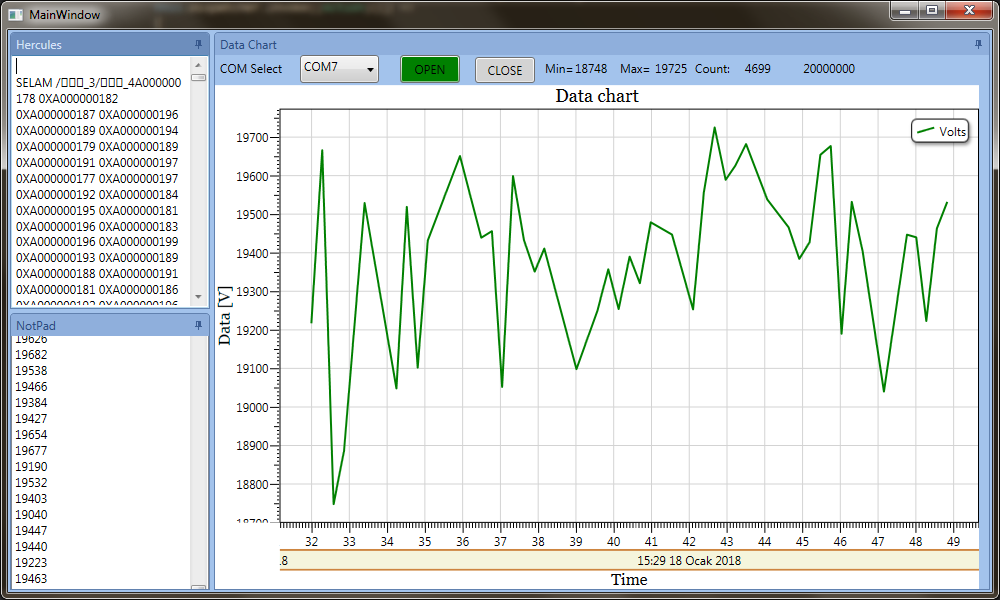 MainWindow
Hercules
SELAM /□□□_3/□□□_4A000000
178 0XA000000182
0XA000000187 0XA000000196
0XA000000189 0XA000000194
0XA000000179 0XA000000189
0XA000000191 0XA000000197
0XA000000177 0XA000000197
0XA000000192 0XA000000184
0XA000000195 0XA000000181
0XA000000196 0XA000000183
0XA000000196 0XA000000199
0XA000000193 0XA000000189
0XA000000188 0XA000000191
0XA000000181 0XA000000186
NotPad
19626
19682
19538
19466
19384
19427
19654
19677
19190
19532
19403
19040
19447
19440
19223
19463
Data Chart
COM Select COM7 OPEN CLOSE Min= 18748 Max= 19725 Count: 4699 20000000
Data chart
Volts
19700
19600
19500
19400
19300
19200
19100
19000
18900
18800
18700
Data [V]
32 33 34 35 36 37 38 39 40 41 42 43 44 45 46 47 48 49
.8 15:29 18 Ocak 2018
Time